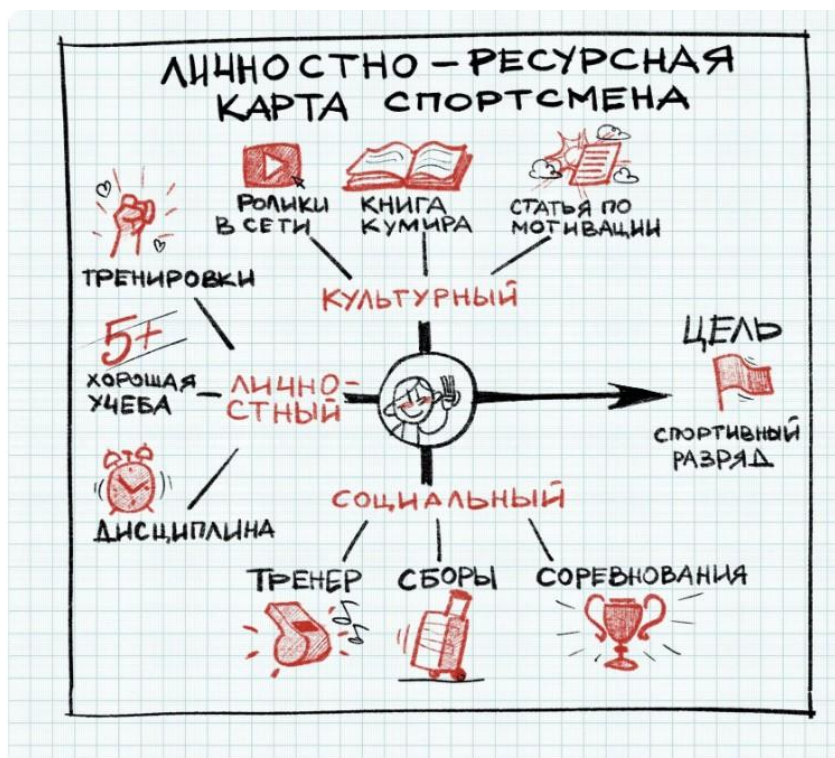 ЛИЧНОСТНО – РЕСУРСНАЯ
КАРТА СПОРТСМЕНА
РОЛИКИ
В СЕТИ
КНИГА
КУМИРА
СТАТЬЯ ПО
МОТИВАЦИИ
КУЛЬТУРНЫЙ
ТРЕНИРОВКИ
5+
ХОРОШАЯ
УЧЕБА
ДИСЦИПЛИНА
ЛИЧНО-
СТНЫЙ
ЦЕЛЬ
СПОРТИВНЫЙ
РАЗРЯД
СОЦИАЛЬНЫЙ
ТРЕНЕР
СБОРЫ
СОРЕВНОВАНИЯ